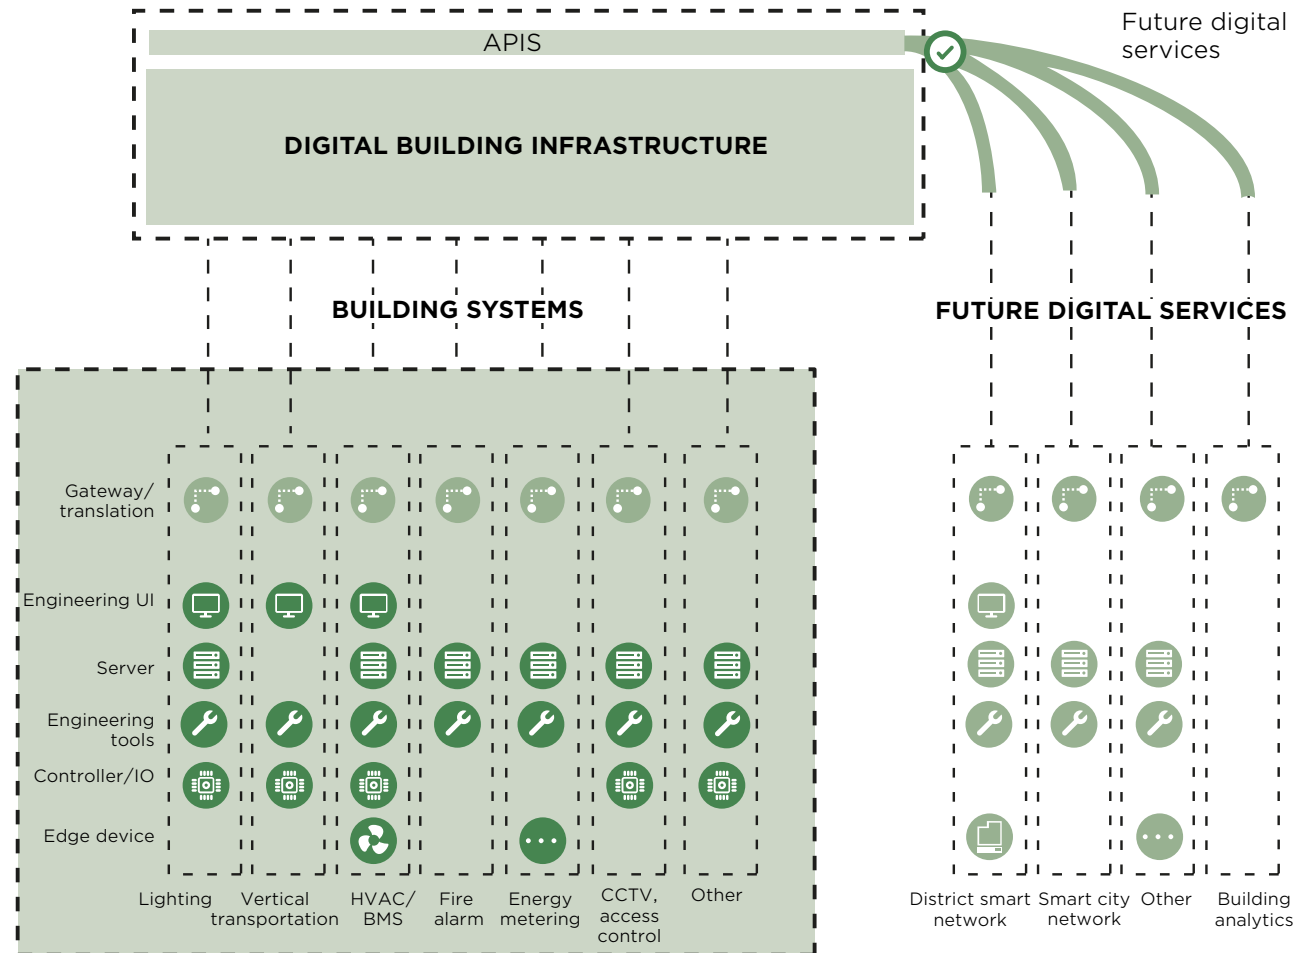 APIS
Future digital
services
DIGITAL BUILDING INFRASTRUCTURE
BUILDING SYSTEMS
FUTURE DIGITAL SERVICES
Gateway/
translation
Engineering UI
Server
Engineering
tools
Controller/IO
Edge device
Lighting
Vertical
transportation
HVAC/
BMS
Fire
alarm
Energy
metering
CCTV,
access
control
Other
District smart
network
Smart city
network
Other
Building
analytics